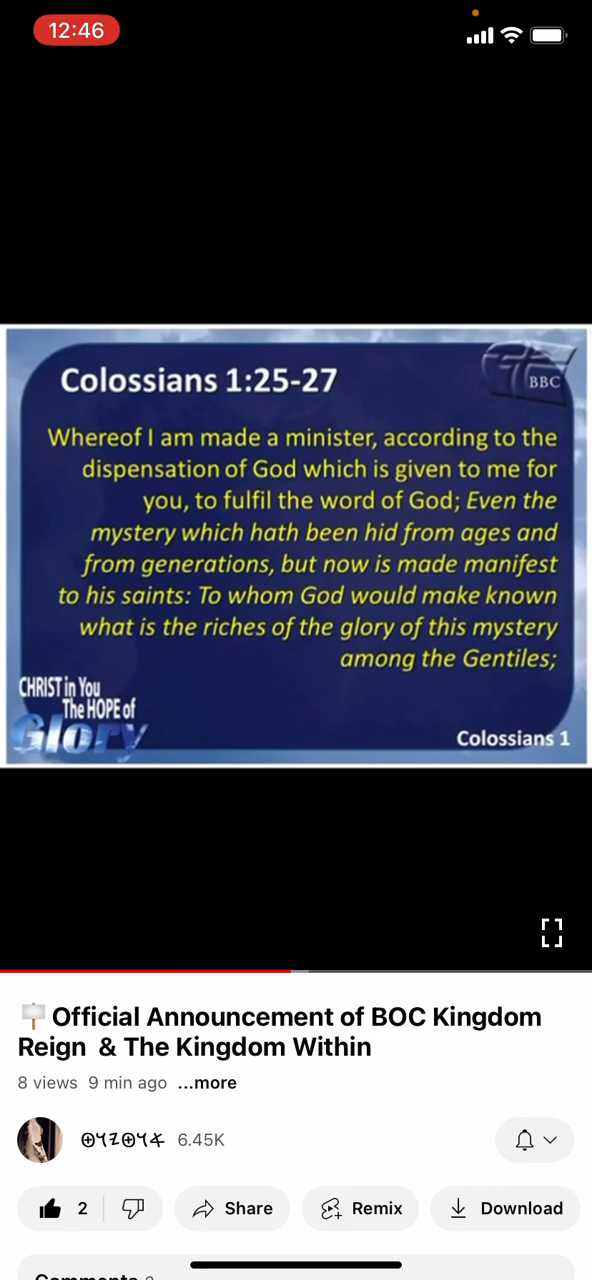 12:46
Colossians 1:25-27
BBC
Whereof I am made a minister, according to the
dispensation of God which is given to me for
you, to fulfil the word of God; Even the
mystery which hath been hid from ages and
from generations, but now is made manifest
to his saints: To whom God would make known
what is the riches of the glory of this mystery
among the Gentiles;
CHRIST in You
The HOPE of
Glory
Colossians 1
Official Announcement of BOC Kingdom
Reign & The Kingdom Within
8 views 9 min ago ...more
6.45K
2 Share Remix Download
Comments